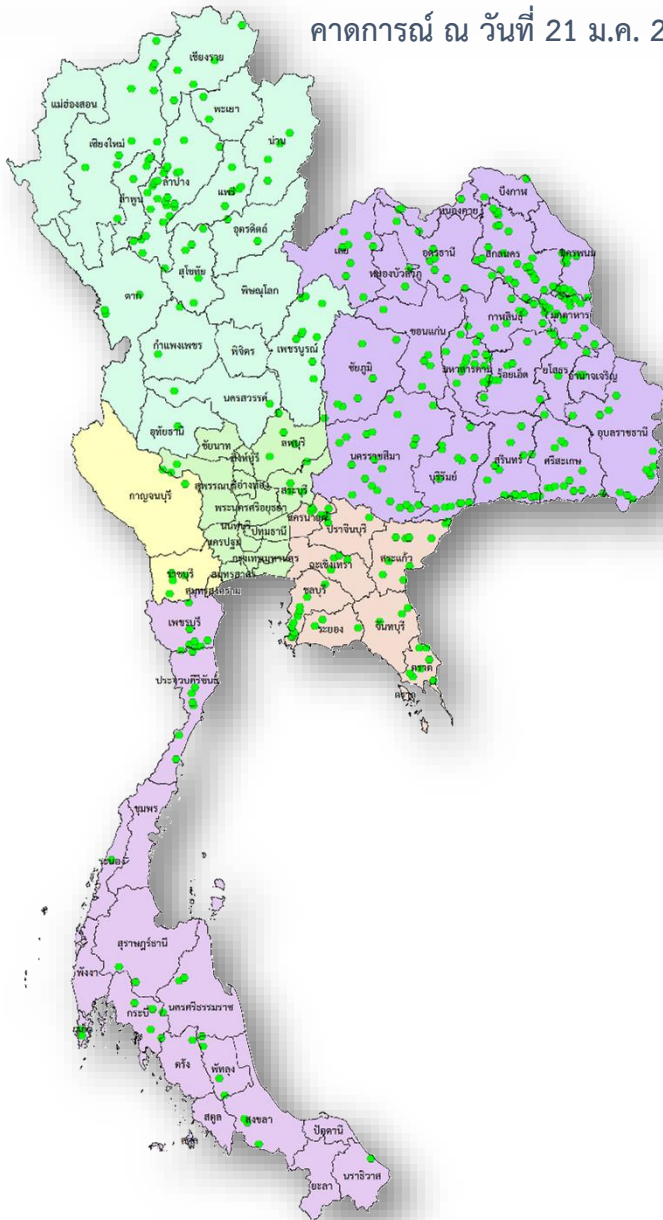 คาดการณ์ ณ วันที่ 21 ม.ค. 2
เชียงราย
แม่ฮ่องสอน
พะเยา
เชียงใหม่
น่าน
ลำปาง
แพร่
ลำพูน
บึงกาฬ
หนองคาย
อุตรดิตถ์
เลย
อุดรธานี
สกลนคร
นครพนม
สุโขทัย
หนองบัวลำภู
ตาก
พิษณุโลก
กาฬสินธุ์
มุกดาหาร
ขอนแก่น
กำแพงเพชร
พิจิตร
เพชรบูรณ์
ชัยภูมิ
มหาสารคาม
ร้อยเอ็ด
ยโสธร
อำนาจเจริญ
นครสวรรค์
อุทัยธานี
อุบลราชธานี
ชัยนาท
ลพบุรี
สิงห์บุรี
นครราชสีมา
บุรีรัมย์
สุรินทร์
ศรีสะเกษ
กาญจนบุรี
สุพรรณบุรี
อ่างทอง
สระบุรี
พระนครศรีอยุธยา
นครนายก
ปราจีนบุรี
นนทบุรี
ปทุมธานี
สระแก้ว
นครปฐม
กรุงเทพมหานคร
ฉะเชิงเทรา
ราชบุรี
สมุทรสาคร
สมุทรสงคราม
ชลบุรี
เพชรบุรี
ระยอง
จันทบุรี
ตราด
ประจวบคีรีขันธ์
ตราด
ชุมพร
ระนอง
สุราษฎร์ธานี
พังงา
กระบี่
นครศรีธรรมราช
ภูเก็ต
ตรัง
พัทลุง
สตูล
สงขลา
สตูล
ปัตตานี
ยะลา
นราธิวาส